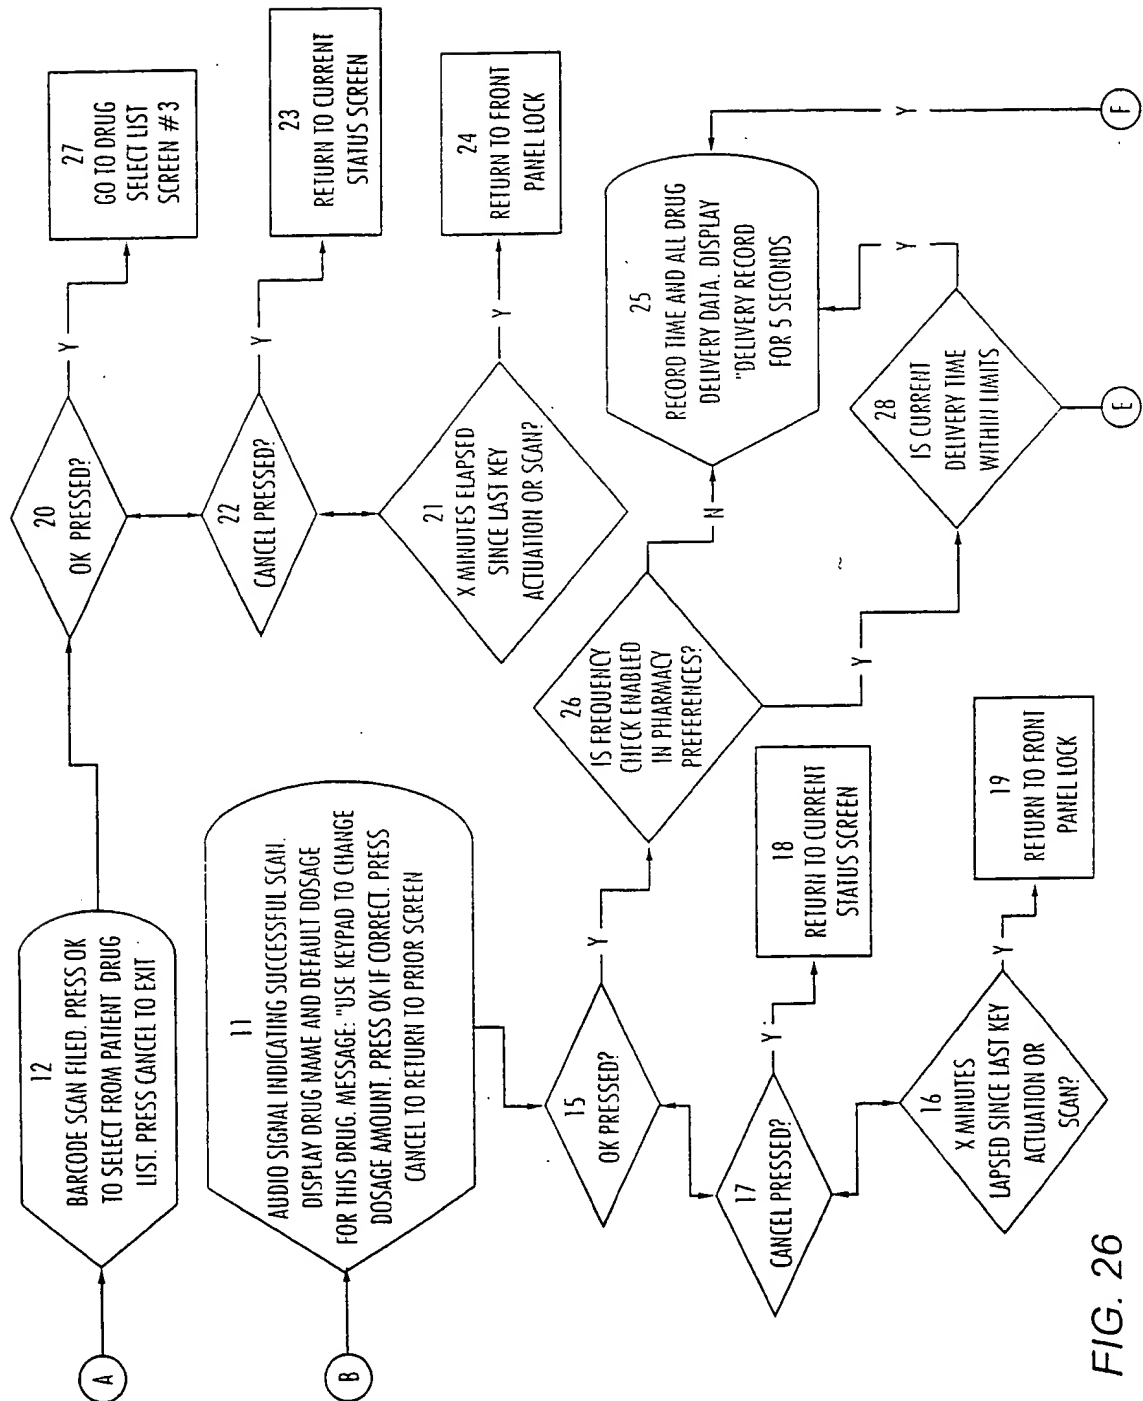 A
12
BARCODE SCAN FILED. PRESS OK
TO SELECT FROM PATIENT DRUG
LIST. PRESS CANCEL TO EXIT
20
OK PRESSED?
Y
27
GO TO DRUG
SELECT LIST
SCREEN #3
22
CANCEL PRESSED?
Y
23
RETURN TO CURRENT
STATUS SCREEN
21
X MINUTES ELAPSED
SINCE LAST KEY
ACTUATION OR SCAN?
Y
24
RETURN TO FRONT
PANEL LOCK
B
11
AUDIO SIGNAL INDICATING SUCCESSFUL SCAN.
DISPLAY DRUG NAME AND DEFAULT DOSAGE
FOR THIS DRUG. MESSAGE: "USE KEYPAD TO CHANGE
DOSAGE AMOUNT. PRESS OK IF CORRECT. PRESS
CANCEL TO RETURN TO PRIOR SCREEN
15
OK PRESSED?
Y
26
IS FREQUENCY
CHECK ENABLED
IN PHARMACY
PREFERENCES?
N
25
RECORD TIME AND ALL DRUG
DELIVERY DATA. DISPLAY
"DELIVERY RECORD
FOR 5 SECONDS
Y
F
17
CANCEL PRESSED?
Y
18
RETURN TO CURRENT
STATUS SCREEN
Y
28
IS CURRENT
DELIVERY TIME
WITHIN LIMITS
Y
E
16
X MINUTES
LAPSED SINCE LAST KEY
ACTUATION OR
SCAN?
Y
19
RETURN TO FRONT
PANEL LOCK
FIG. 26